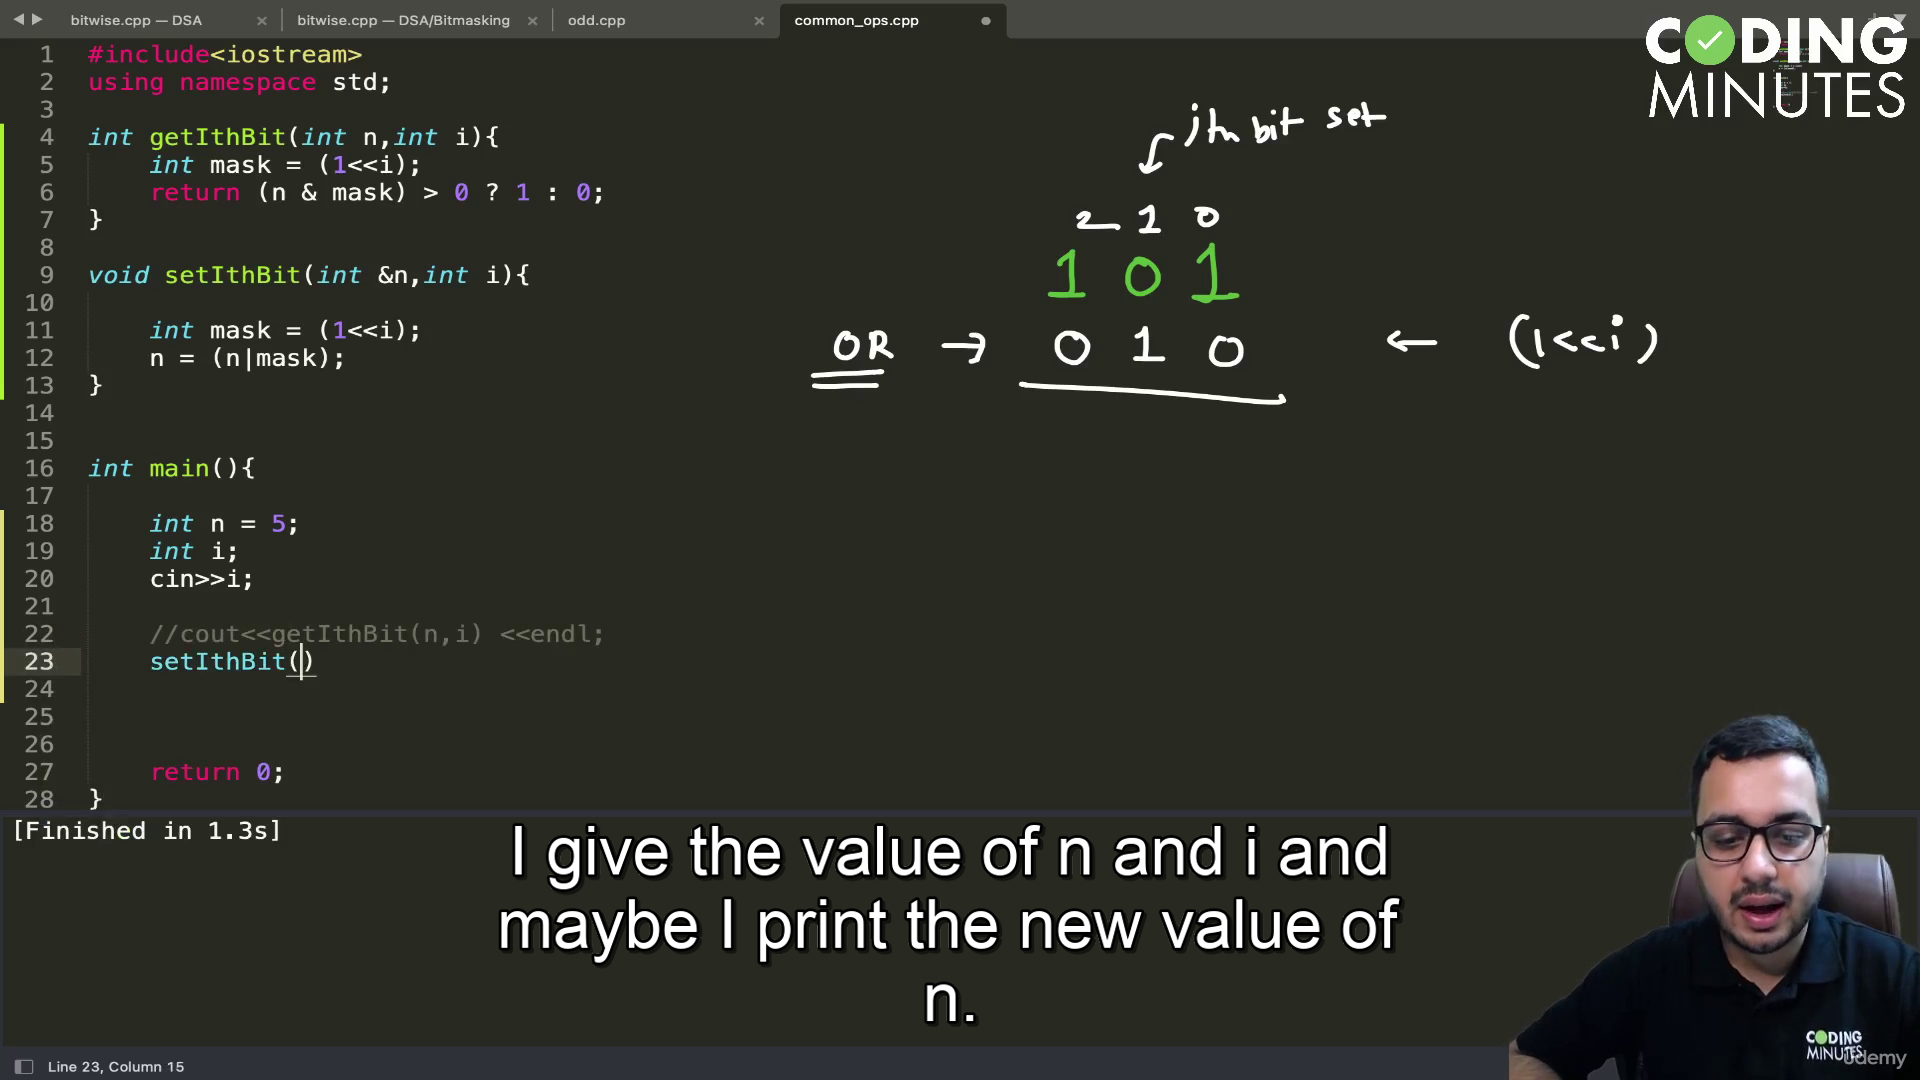 bitwise.cpp — DSA
bitwise.cpp — DSA/Bitmasking
odd.cpp
common_ops.cpp
CODING
MINUTES
1 #include<iostream>
2 using namespace std;
3
4 int getIthBit(int n,int i){
5     int mask = (1<<i);
6     return (n & mask) > 0 ? 1 : 0;
7 }
8
9 void setIthBit(int &n,int i){
10
11     int mask = (1<<i);
12     n = (n|mask);
13 }
14
15
16 int main(){
17
18     int n = 5;
19     int i;
20     cin>>i;
21
22     //cout<<getIthBit(n,i) <<endl;
23     setIthBit()
24
25
26
27     return 0;
28 }
ith bit set
2 1 0
1 0 1
OR → 0 1 0 ← (1<<i)
[Finished in 1.3s]
I give the value of n and i and
maybe I print the new value of
n.
CODING
MINUTES
Udemy
Line 23, Column 15